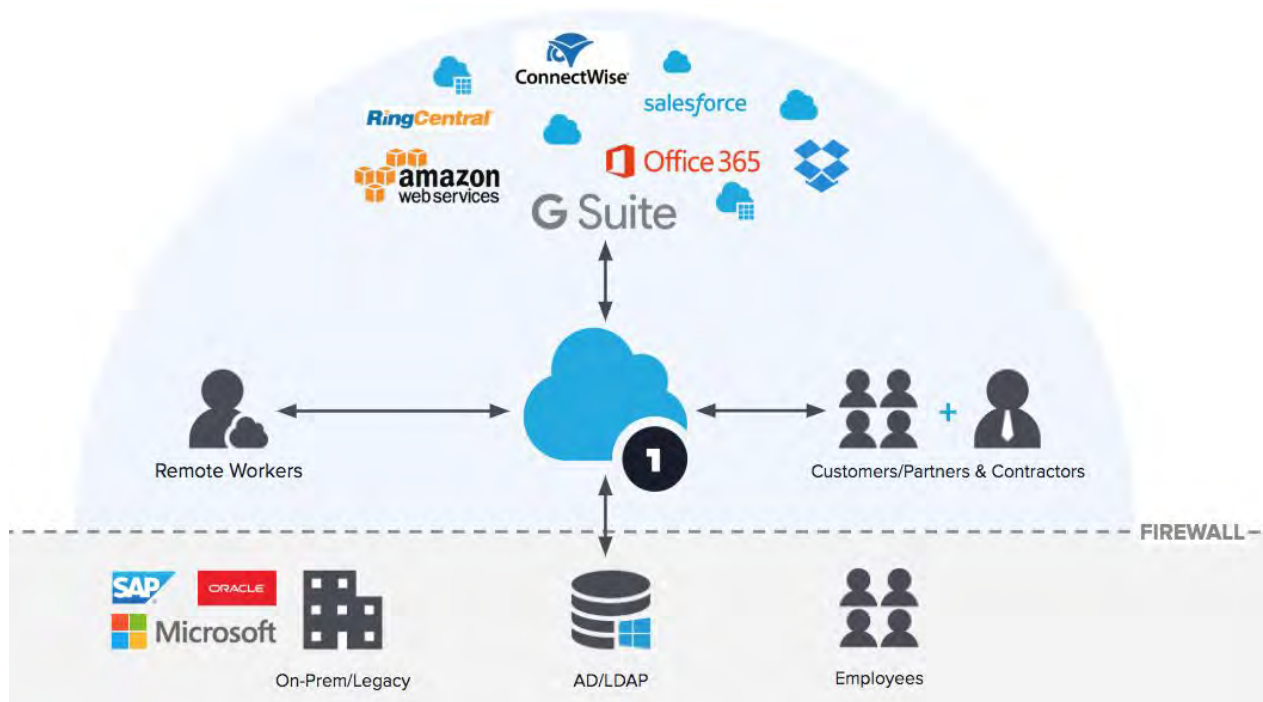 ConnectWise
salesforce
RingCentral
Office 365
amazon
webservices
G Suite
1
Remote Workers
Customers/Partners & Contractors
FIREWALL
SAP
ORACLE
Microsoft
On-Prem/Legacy
AD/LDAP
Employees